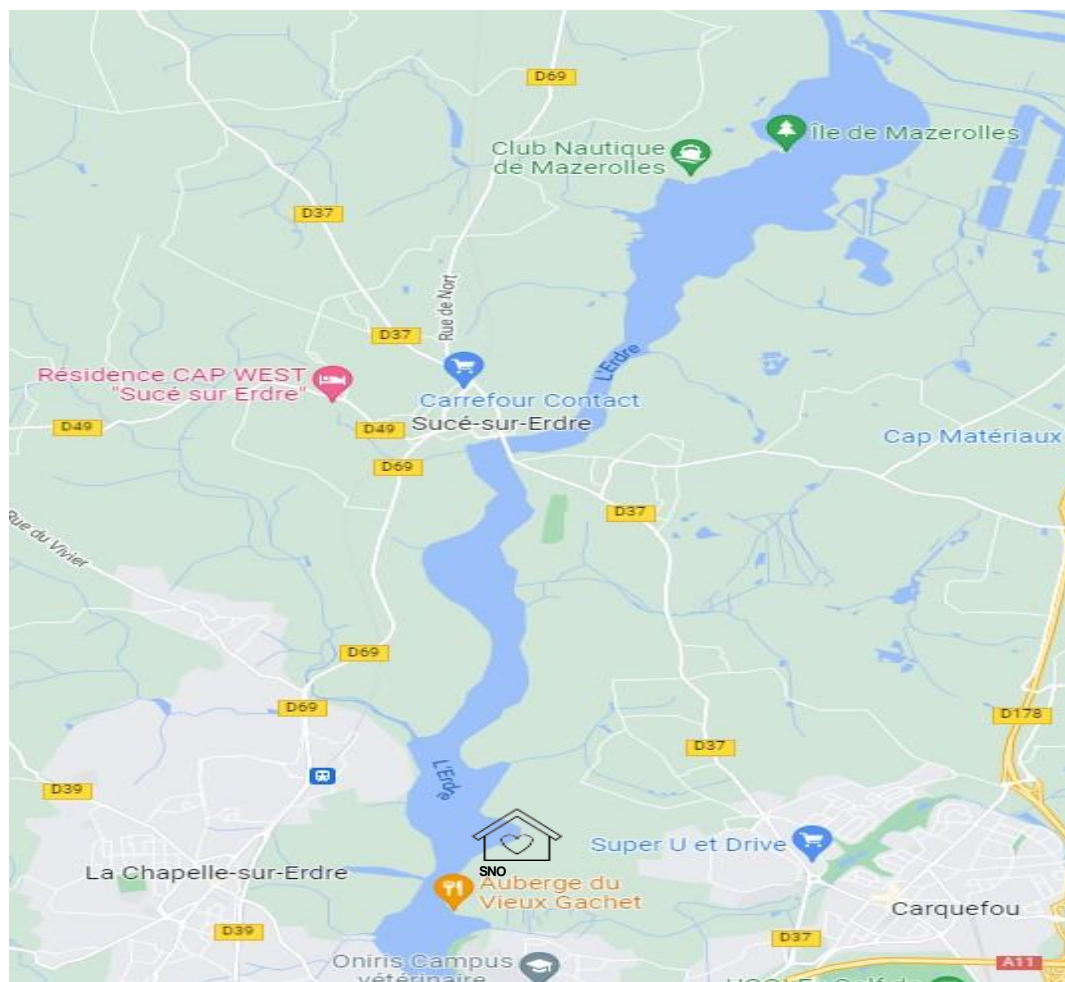 D69
Île de Mazerolles
Club Nautique
de Mazerolles
D37
Rue de Nort
D37
L'Erdre
Résidence CAP WEST
"Sucé sur Erdre"
Carrefour Contact
Sucé-sur-Erdre
D49
D49
Cap Matériaux
D69
D37
Rue du Vivier
D69
D69
D178
D37
L'Erdre
D39
SNO
Super U et Drive
La Chapelle-sur-Erdre
Auberge du
Vieux Gachet
Carquefou
D39
D37
Oniris Campus
vétérinaire
A11